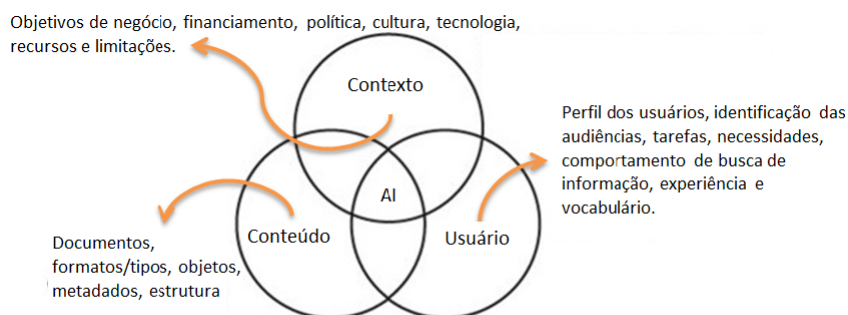 Objetivos de negócio, financiamento, política, cultura, tecnologia,
recursos e limitações.
Contexto
Perfil dos usuários, identificação das
audiências, tarefas, necessidades,
comportamento de busca de
informação, experiência e
vocabulário.
AI
Conteúdo
Usuário
Documentos,
formatos/tipos, objetos,
metadados, estrutura